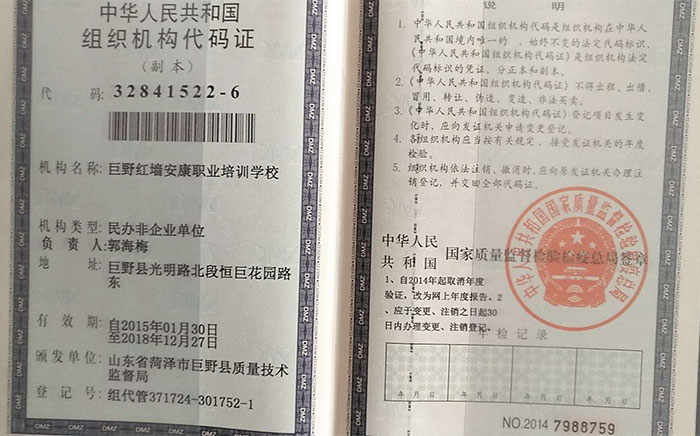 中华人民共和国
组织机构代码证
(副本)
代 码: 32841522-6
机构名称: 巨野红墙安康职业培训学校
机构类型: 民办非企业单位
负责人: 郭海梅
地 址: 巨野县光明路北段恒巨花园路
东
有 效 期: 自2015年01月30日
至2018年12月27日
颁发单位: 山东省菏泽市巨野县质量技术
监督局
登 记 号: 组代管371724-301752-1
说 明
1. 中华人民共和国组织机构代码是组织机构在中华人
民共和国境内唯一的、始终不变的法定代码标识,
《中华人民共和国组织机构代码证》是组织机构法定
代码标识的凭证,分正本和副本。
2. 《中华人民共和国组织机构代码证》不得出租、出借、
冒用、转让、伪造、变造、非法买卖。
3. 《中华人民共和国组织机构代码证》登记项目发生变
化时,应向发证机关申请变更登记。
4. 各组织机构应当按有关规定,接受发证机关的年度
检验。
5. 组织机构依法注销、撤消时,应向原发证机关办理注
销登记,并交回全部代码证。
中华人民
共和国
国家质量监督检验检疫总局签章
1、自2014年起取消年度
验证,改为网上年度报告。2
、应于变更、注销之日起30
日内办理变更、注销登记。
年检记录
年 月 日
年 月 日
年 月 日
年 月 日
NO.2014 7988759